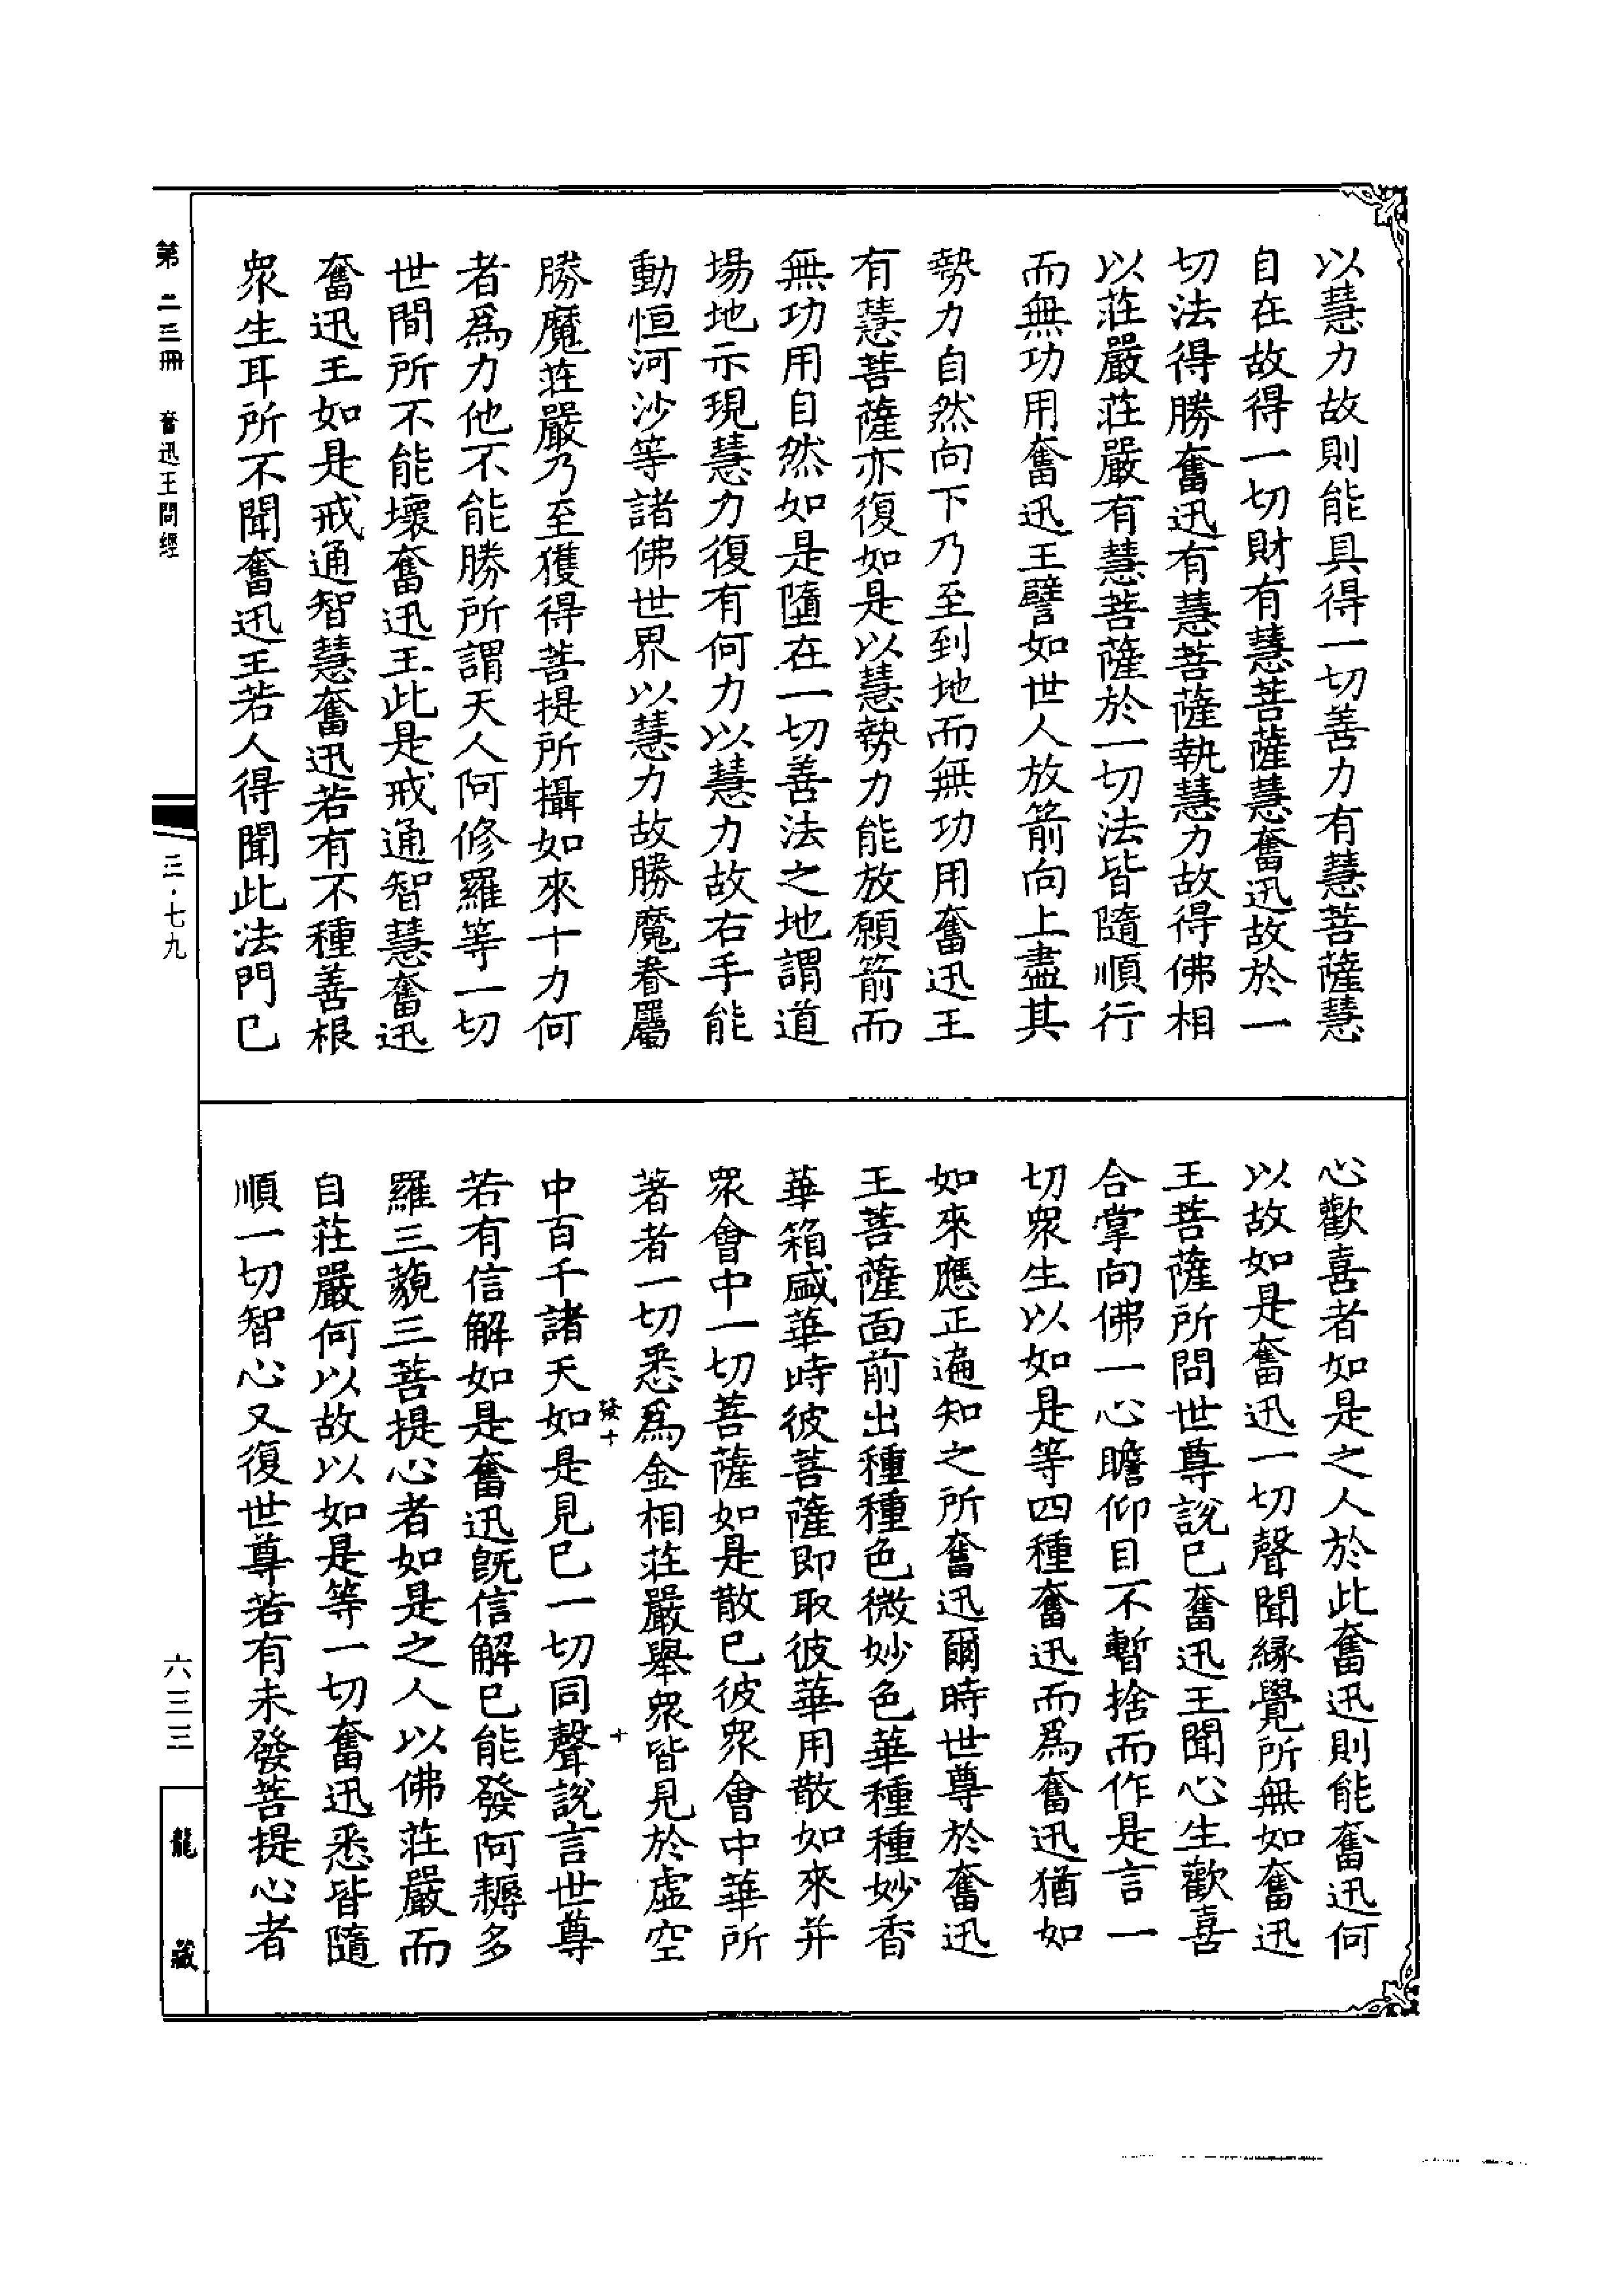 以慧力故則能具得一切善力有慧菩薩慧
自在故得一切財有慧菩薩慧奮迅故於一
切法得勝奮迅有慧菩薩執慧力故得佛相
以莊嚴莊嚴有慧菩薩於一切法皆隨順行
而無功用奮迅王譬如世人放箭向上盡其
勢力自然向下乃至到地而無功用奮迅王
有慧菩薩亦復如是以慧勢力能放願箭而
無功用自然如是墮在一切善法之地謂道
場地示現慧力復有何力以慧力故右手能
動恒河沙等諸佛世界以慧力故勝魔眷屬
勝魔莊嚴乃至獲得菩提所攝如來十力何
者爲力他不能勝所謂天人阿修羅等一切
世間所不能壞奮迅王此是戒通智慧奮迅
奮迅王如是戒通智慧奮迅若有不種善根
衆生耳所不聞奮迅王若人得聞此法門已
心歡喜者如是之人於此奮迅則能奮迅何
以故如是奮迅一切聲聞緣覺所無如奮迅
王菩薩所問世尊說已奮迅王聞心生歡喜
合掌向佛一心瞻仰目不暫捨而作是言一
切衆生以如是等四種奮迅而爲奮迅猶如
如來應正遍知之所奮迅爾時世尊於奮迅
王菩薩面前出種種色微妙色華種種妙香
華箱盛華時彼菩薩即取彼華用散如來并
衆會中一切菩薩如是散已彼衆會中華所
著者一切悉爲金相莊嚴舉衆皆見於虛空
中百千諸天如是見已一切同聲說言世尊
若有信解如是奮迅旣信解已能發阿耨多
羅三藐三菩提心者如是之人以佛莊嚴而
自莊嚴何以故以如是等一切奮迅悉皆隨
順一切智心又復世尊若有未發菩提心者
發十
十
第二三冊 奮迅王問經
三·七九
六三三
龍藏